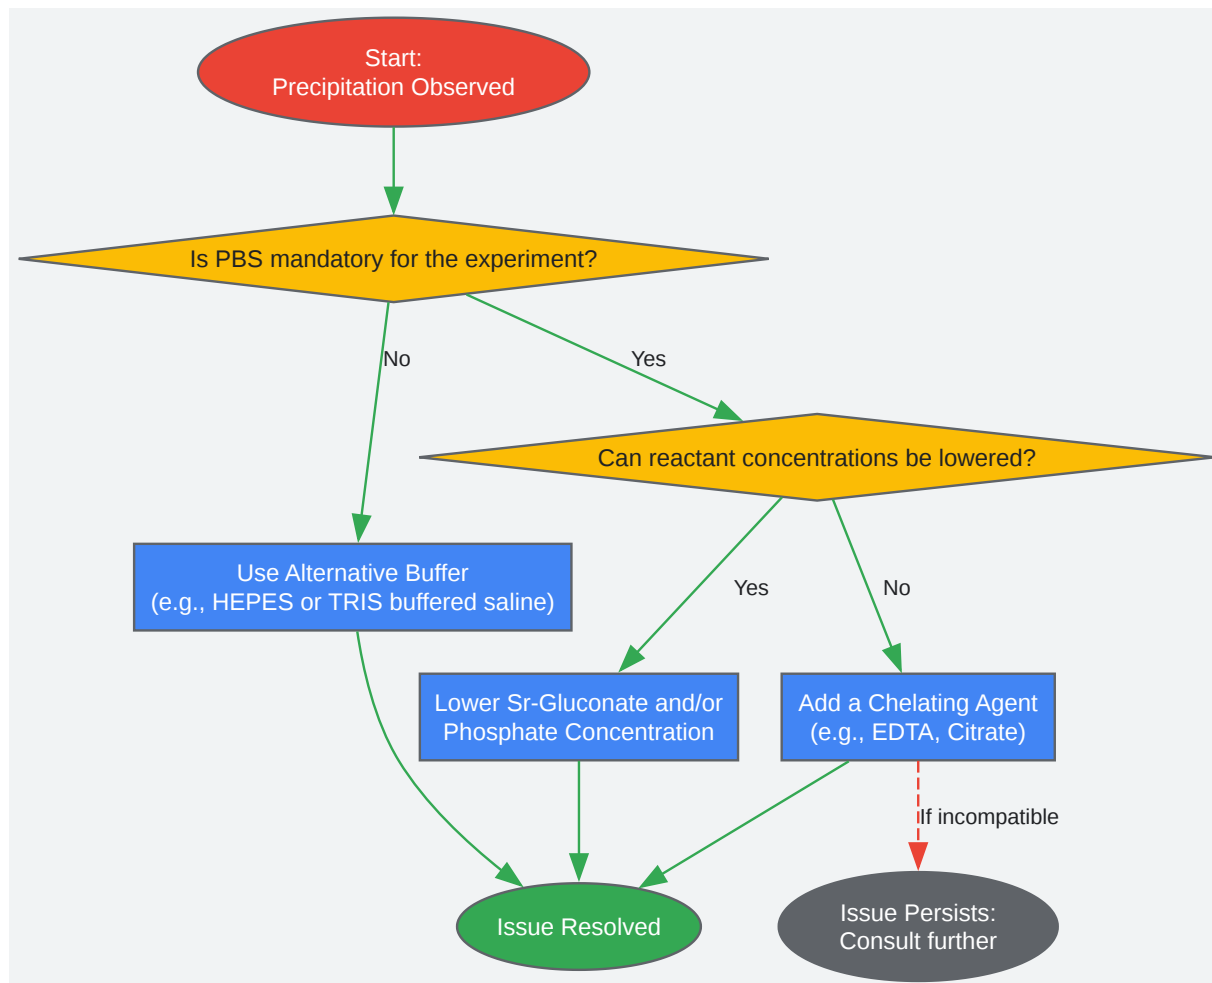 Start:
Precipitation Observed
Is PBS mandatory for the experiment?
No
Yes
Can reactant concentrations be lowered?
Use Alternative Buffer
(e.g., HEPES or TRIS buffered saline)
Yes
No
Lower Sr-Gluconate and/or
Phosphate Concentration
Add a Chelating Agent
(e.g., EDTA, Citrate)
If incompatible
Issue Resolved
Issue Persists:
Consult further